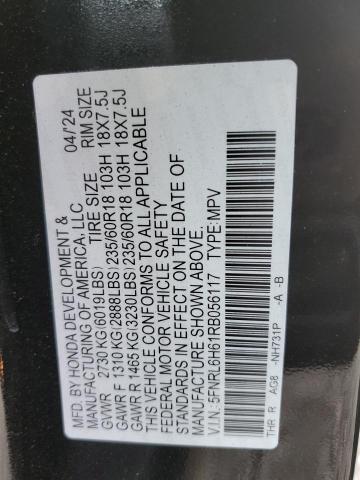 MFD. BY HONDA DEVELOPMENT & 04/'24
MANUFACTURING OF AMERICA, LLC
TIRE SIZE RIM SIZE
GVWR 2730 KG(6019LBS)
GAWR F 1310 KG(2888LBS) 235/60R18 103H 18X7.5J
GAWR R 1465 KG(3230LBS) 235/60R18 103H 18X7.5J
THIS VEHICLE CONFORMS TO ALL APPLICABLE
FEDERAL MOTOR VEHICLE SAFETY
STANDARDS IN EFFECT ON THE DATE OF
MANUFACTURE SHOWN ABOVE.
V.I.N.: 5FNRL6H61RB056117 TYPE: MPV
THR R AG8 -NH731P -A -B